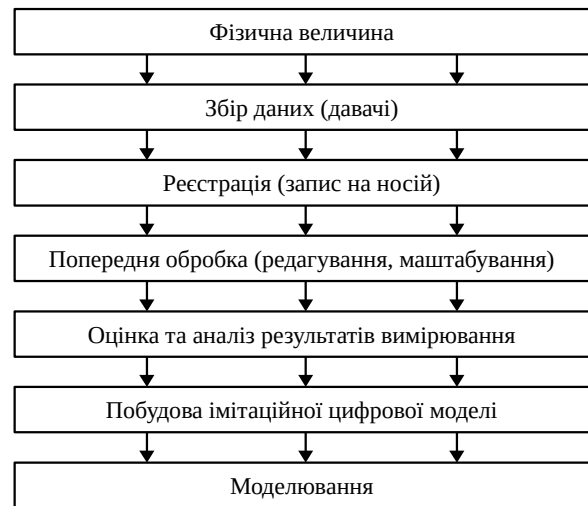 Фізична величина
Збір даних (давачі)
Реєстрація (запис на носій)
Попередня обробка (редагування, маштабування)
Оцінка та аналіз результатів вимірювання
Побудова імітаційної цифрової моделі
Моделювання